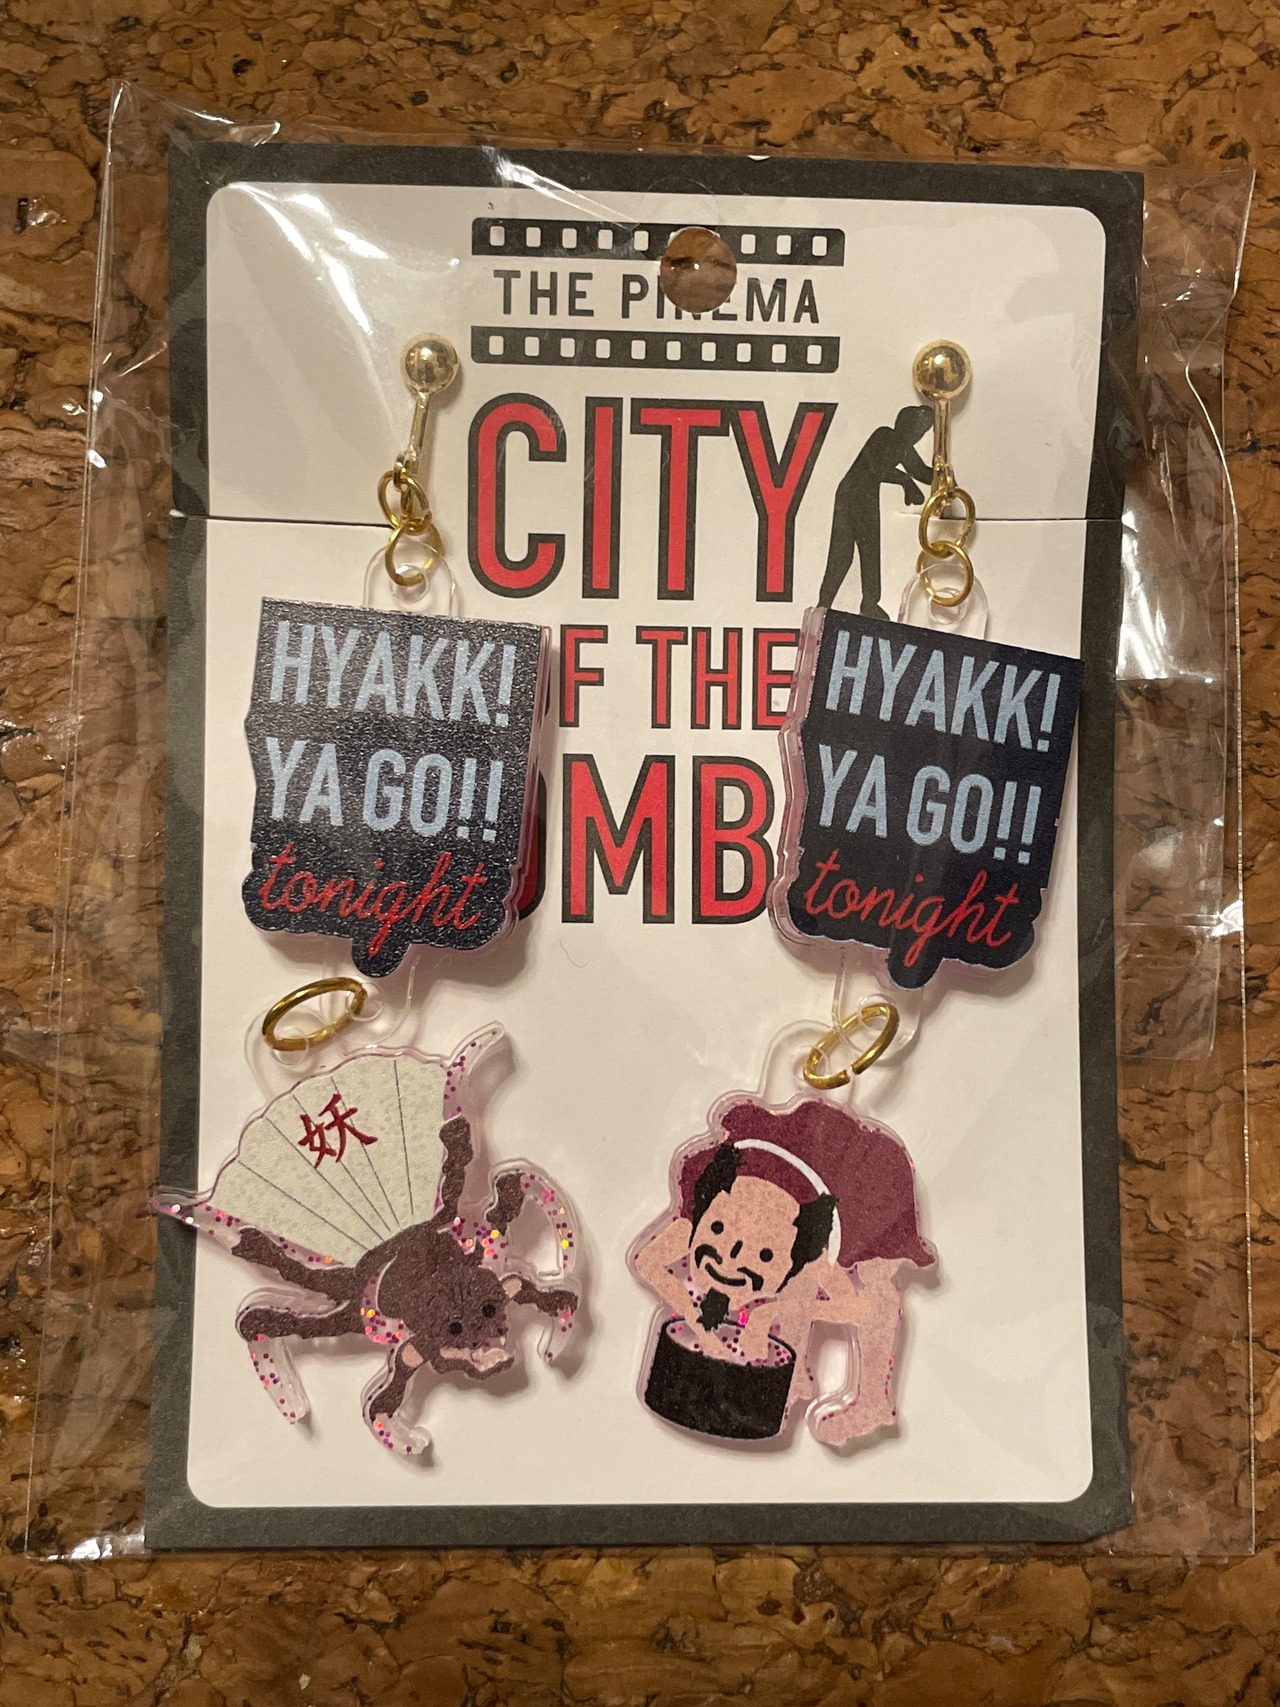 THE PINEMA
CITY
F THE
MB
HYAKK!
YA GO!!
tonight
HYAKK!
YA GO!!
tonight
妖